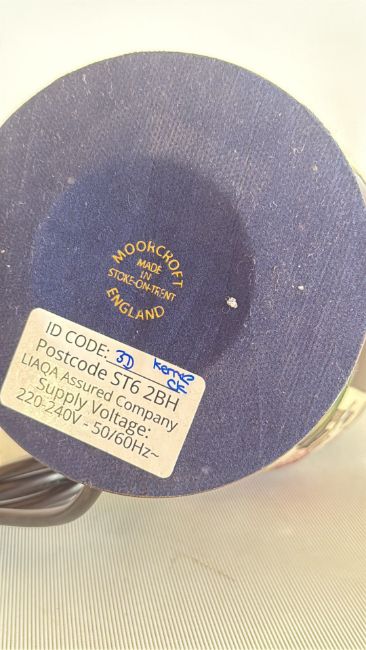 MOORCROFT
MADE
IN
STOKE-ON-TRENT
ENGLAND
ID CODE: 3D
Postcode ST6 2BH
LIAQA Assured Company
Supply Voltage:
220-240V - 50/60Hz~